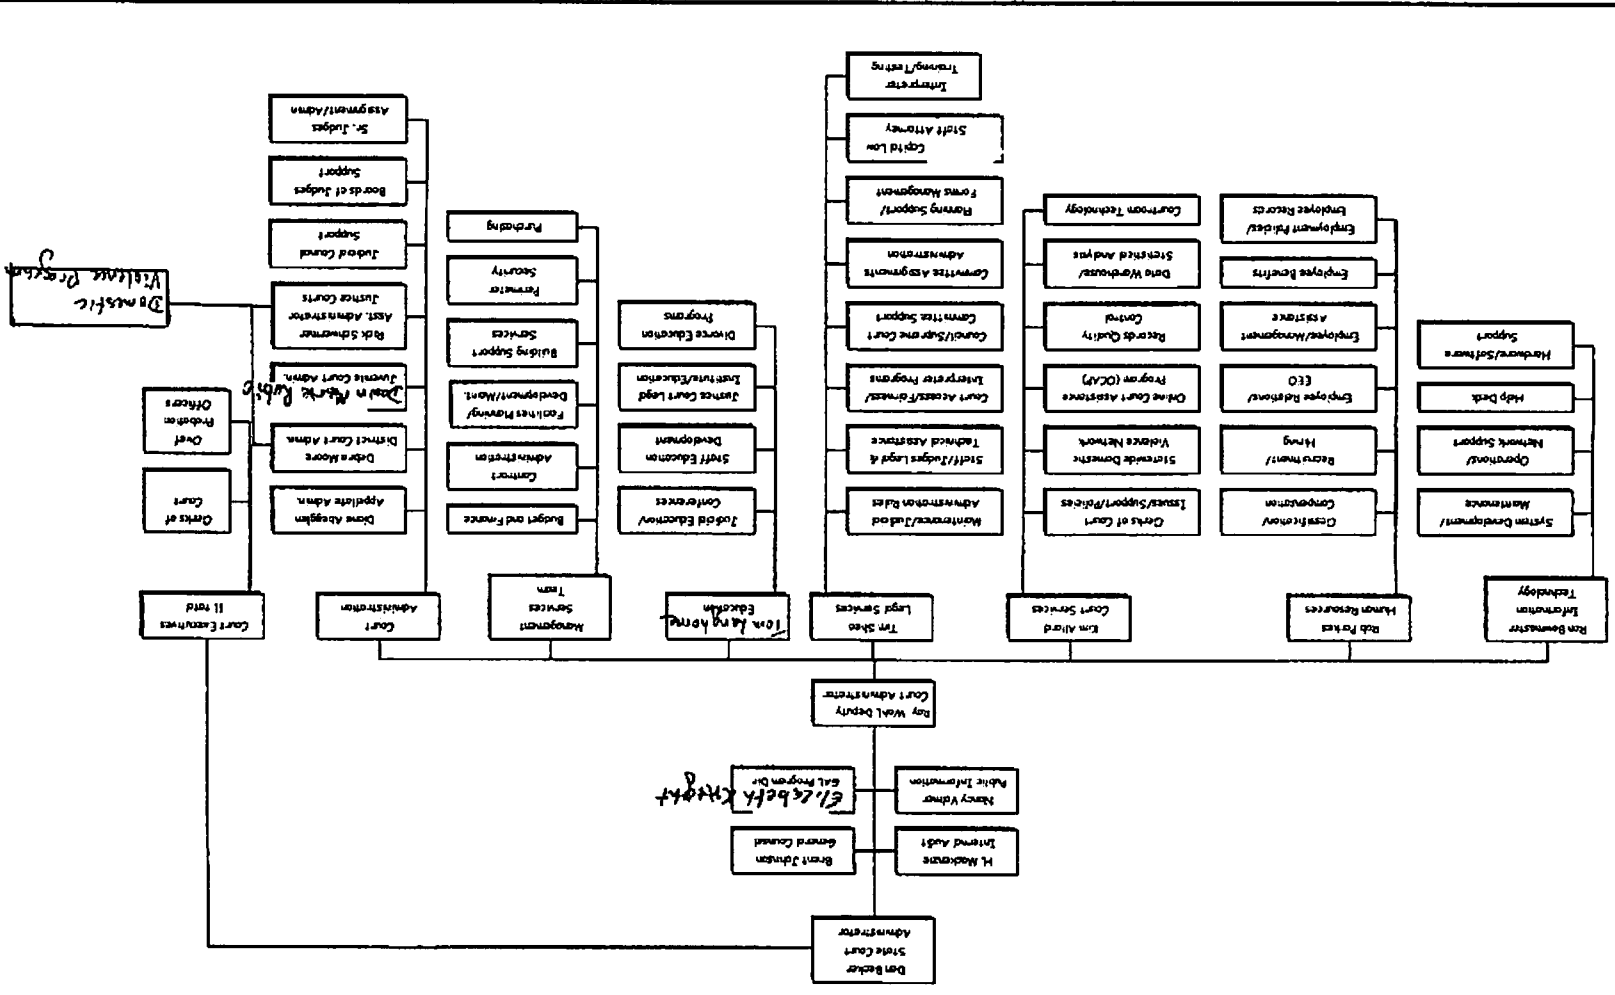 Dan Becker
State Court
Administrator
H. Mackenzie
Internal Audit
Brent Johnson
General Counsel
Nancy Volmer
Public Information
Elizabeth Knight
GAL Program Dir
Ray Wahl, Deputy
Court Administrator
Ron Bowmaster
Information
Technology
System Development/
Maintenance
Operations/
Network Support
Help Desk
Hardware/Software
Support
Rob Parkes
Human Resources
Classification/
Compensation
Recruitment/
Hiring
Employee Relations/
EEO
Employee/Management
Assistance
Employee Benefits
Employment Policies/
Employee Records
Kim Allard
Court Services
Clerks of Court
Issues/Support/Policies
Statewide Domestic
Violence Network
Online Court Assistance
Program (OCAP)
Records Quality
Control
Data Warehouse/
Statistical Analysis
Courtroom Technology
Tim Shea
Legal Services
Maintenance/Judicial
Administration Rules
Staff/Judges Legal &
Technical Assistance
Court Access/Fairness/
Interpreter Programs
Council/Supreme Court
Committee Support
Committee Assignments
Administration
Planning Support/
Forms Management
Capital Law
Staff Attorney
Interpreter
Training/Testing
Tom Langhorne
Education
Judicial Education/
Conferences
Staff Education
Development
Justice Court Legal
Institute/Education
Divorce Education
Programs
Management
Services
Team
Budget and Finance
Contract
Administration
Facilities Planning/
Development/Maint.
Building Support
Services
Perimeter
Security
Purchasing
Court
Administration
Diane Abegglen
Appellate Admn.
Debra Moore
District Court Admn.
Juvenile Court Admn.
Rick Schwermer
Asst. Administrator
Justice Courts
Judicial Council
Support
Boards of Judges
Support
Sr. Judges
Assignment/Admn
Court Executives
11 total
Clerks of
Court
Chief
Probation
Officers
Domestic
Violence Program